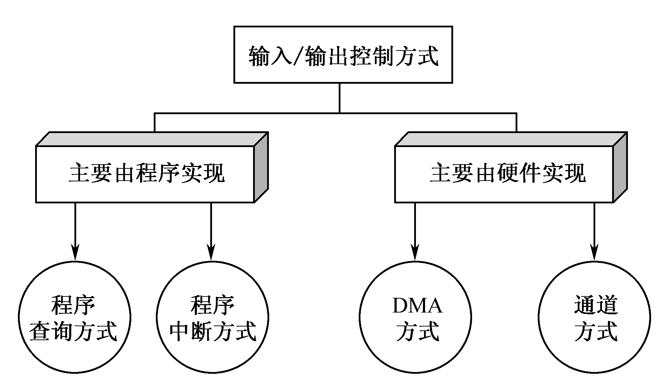 输入/输出控制方式
主要由程序实现
主要由硬件实现
程序
查询方式
程序
中断方式
DMA
方式
通道
方式